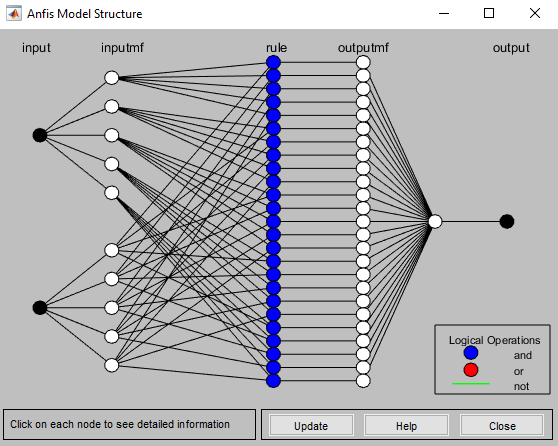 Anfis Model Structure
input inputmf rule outputmf output
Logical Operations
and
or
not
Click on each node to see detailed information
Update Help Close